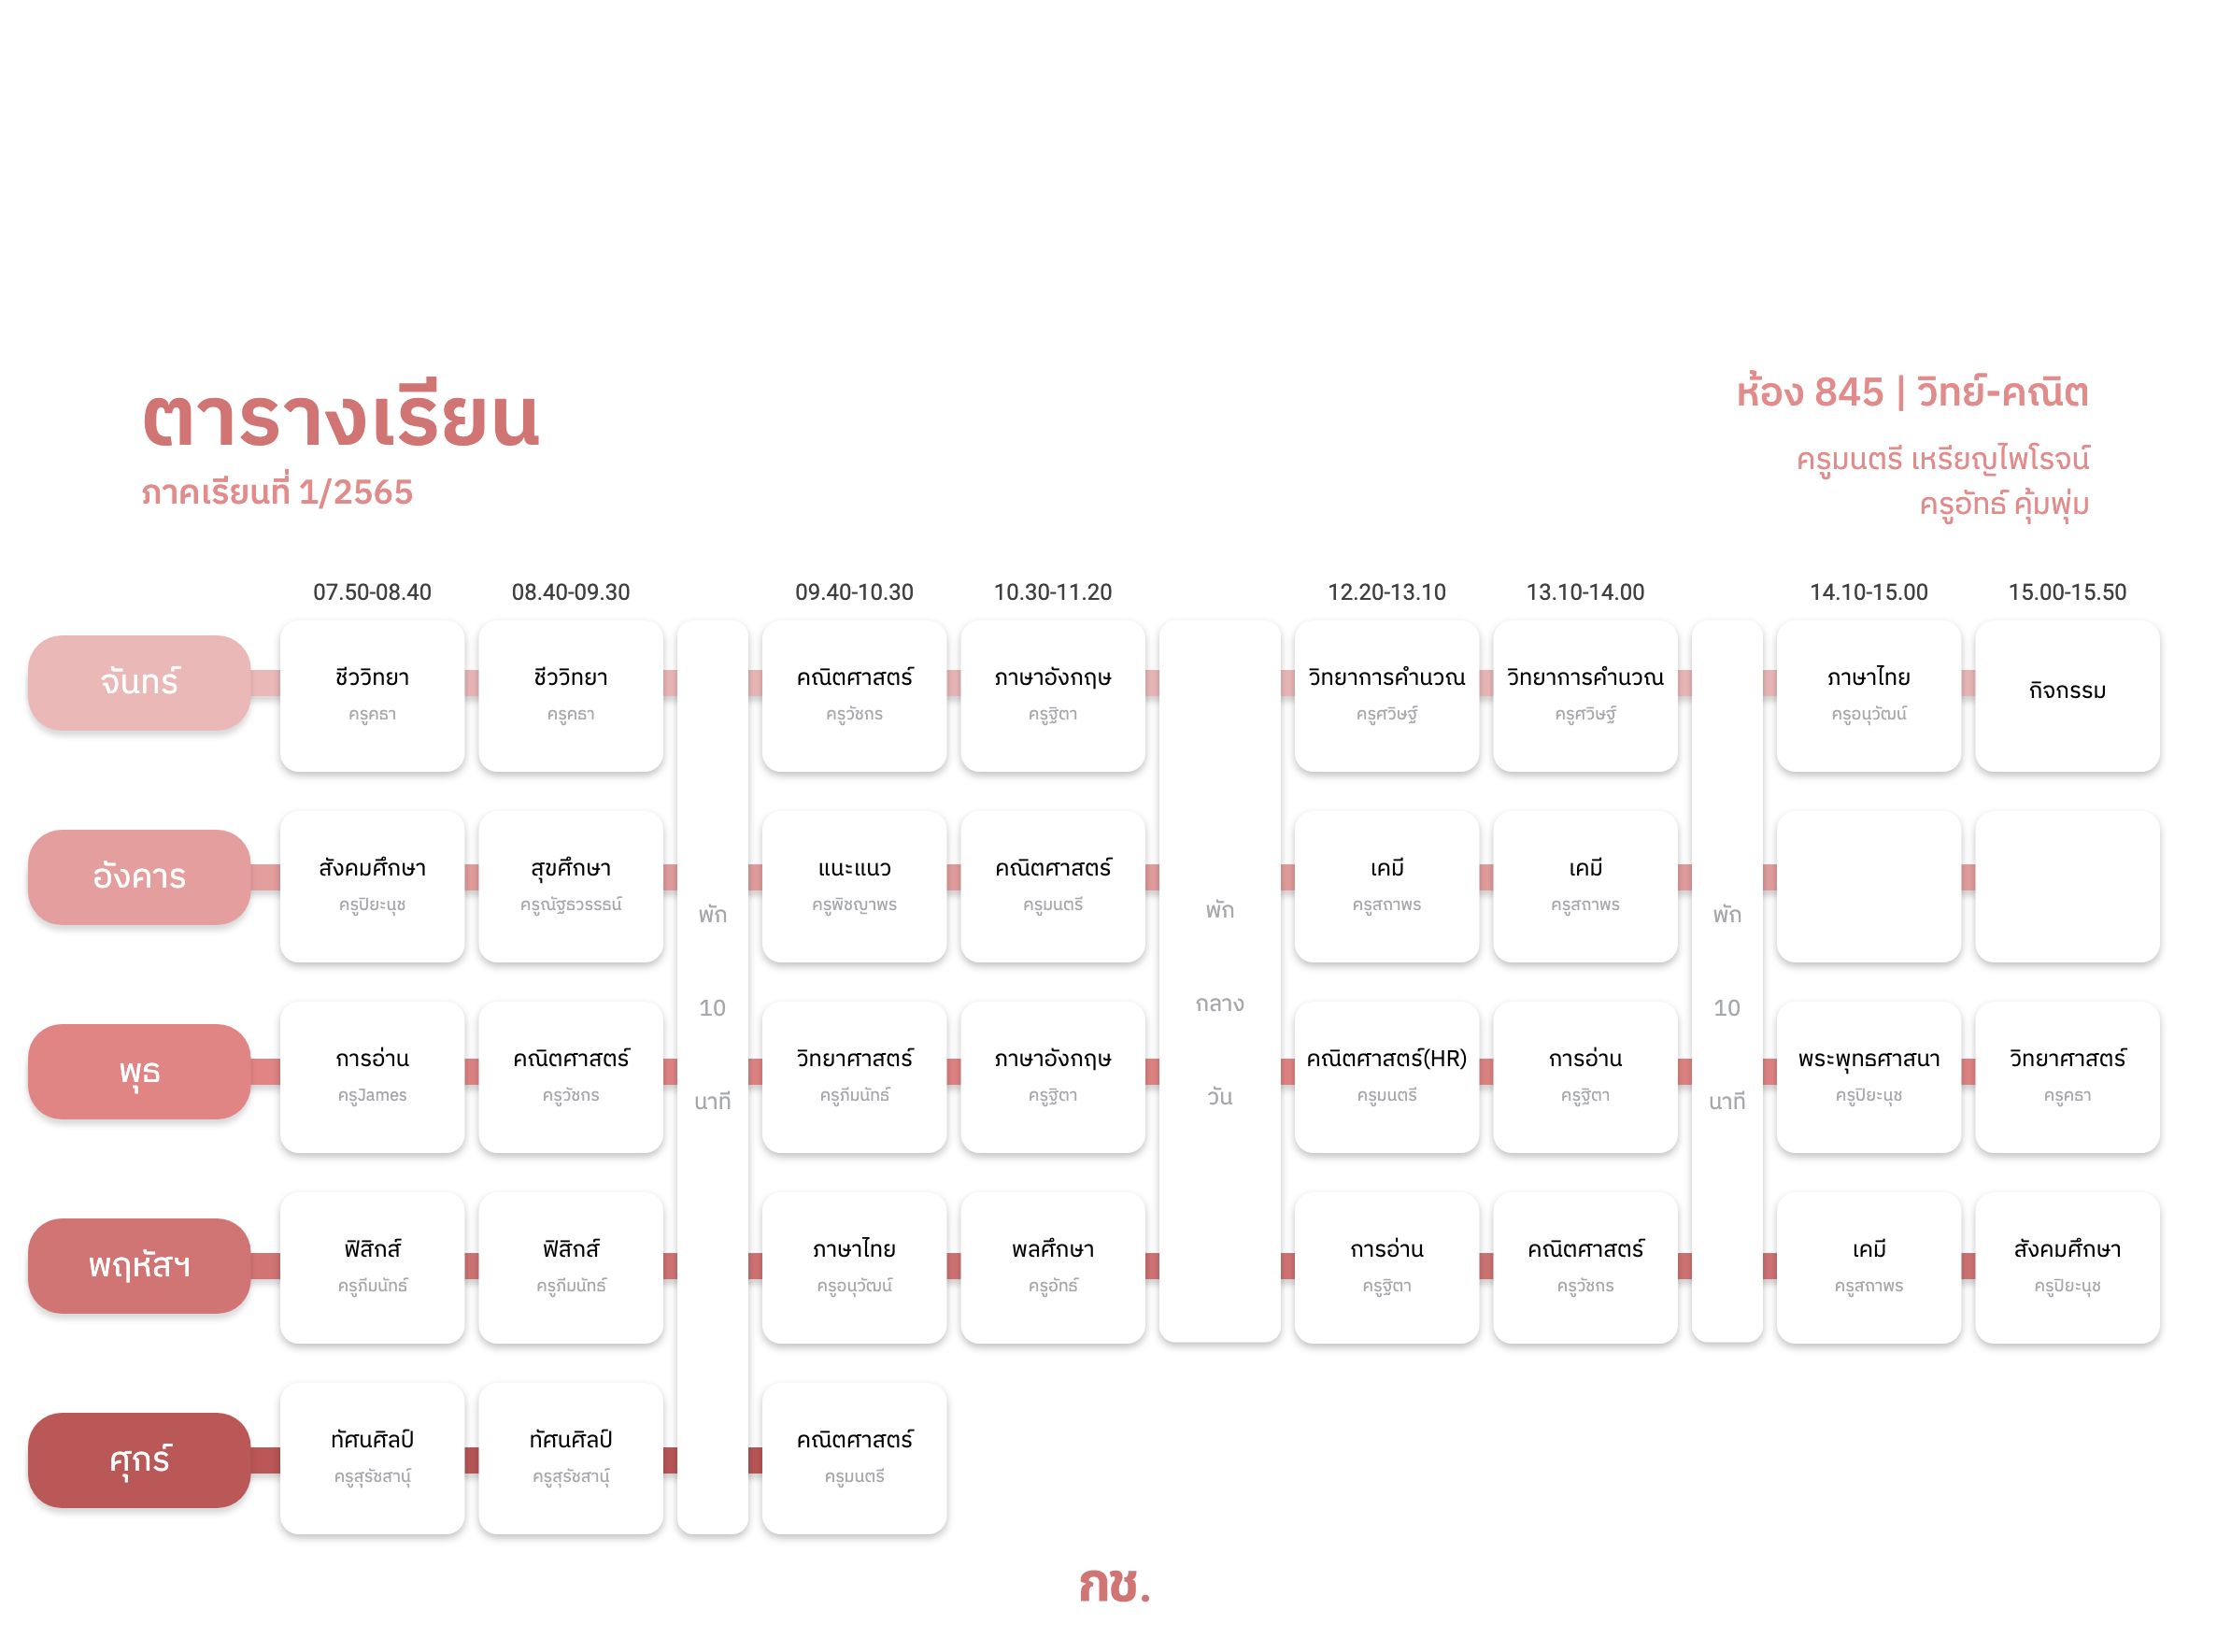 ตารางเรียน
ภาคเรียนที่ 1/2565
ห้อง 845 | วิทย์-คณิต
ครูมนตรี เหรียญไพโรจน์
ครูอัทธ์ คุ้มพุ่ม
07.50-08.40 08.40-09.30 09.40-10.30 10.30-11.20 12.20-13.10 13.10-14.00 14.10-15.00 15.00-15.50
จันทร์
ชีววิทยา ชีววิทยา คณิตศาสตร์ ภาษาอังกฤษ วิทยาการคำนวณ วิทยาการคำนวณ ภาษาไทย กิจกรรม
ครูคธา ครูคธา ครูวัชกร ครูฐิตา ครูศวิษฐ์ ครูศวิษฐ์ ครูอนุวัฒน์
อังคาร
สังคมศึกษา สุขศึกษา แนะแนว คณิตศาสตร์ เคมี เคมี
ครูปิยะนุช ครูณัฐธวรรธน์ ครูพิชญาพร ครูมนตรี ครูสถาพร ครูสถาพร
พัก พัก พัก
10 กลาง 10
นาที วัน นาที
พุธ
การอ่าน คณิตศาสตร์ วิทยาศาสตร์ ภาษาอังกฤษ คณิตศาสตร์(HR) การอ่าน พระพุทธศาสนา วิทยาศาสตร์
ครูJames ครูวัชกร ครูภีมนัทธ์ ครูฐิตา ครูมนตรี ครูฐิตา ครูปิยะนุช ครูคธา
พฤหัสฯ
ฟิสิกส์ ฟิสิกส์ ภาษาไทย พลศึกษา การอ่าน คณิตศาสตร์ เคมี สังคมศึกษา
ครูภีมนัทธ์ ครูภีมนัทธ์ ครูอนุวัฒน์ ครูอัทธ์ ครูฐิตา ครูวัชกร ครูสถาพร ครูปิยะนุช
ศุกร์
ทัศนศิลป์ ทัศนศิลป์ คณิตศาสตร์
ครูสุรัชสานุ์ ครูสุรัชสานุ์ ครูมนตรี
กช.